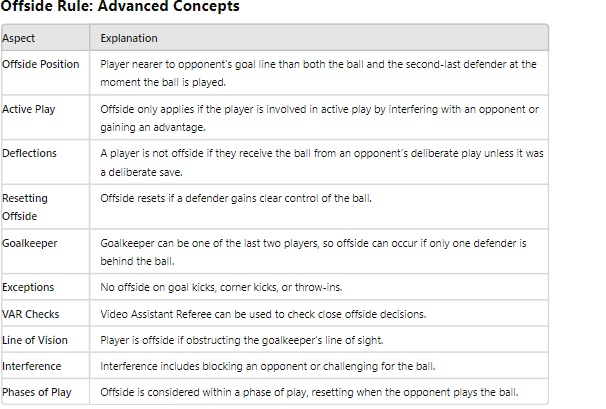 Offside Rule: Advanced Concepts
Aspect Explanation
Offside Position Player nearer to opponent's goal line than both the ball and the second-last defender at the
moment the ball is played.
Active Play Offside only applies if the player is involved in active play by interfering with an opponent or
gaining an advantage.
Deflections A player is not offside if they receive the ball from an opponent's deliberate play unless it was
a deliberate save.
Resetting Offside resets if a defender gains clear control of the ball.
Offside
Goalkeeper Goalkeeper can be one of the last two players, so offside can occur if only one defender is
behind the ball.
Exceptions No offside on goal kicks, corner kicks, or throw-ins.
VAR Checks Video Assistant Referee can be used to check close offside decisions.
Line of Vision Player is offside if obstructing the goalkeeper's line of sight.
Interference Interference includes blocking an opponent or challenging for the ball.
Phases of Play Offside is considered within a phase of play, resetting when the opponent plays the ball.